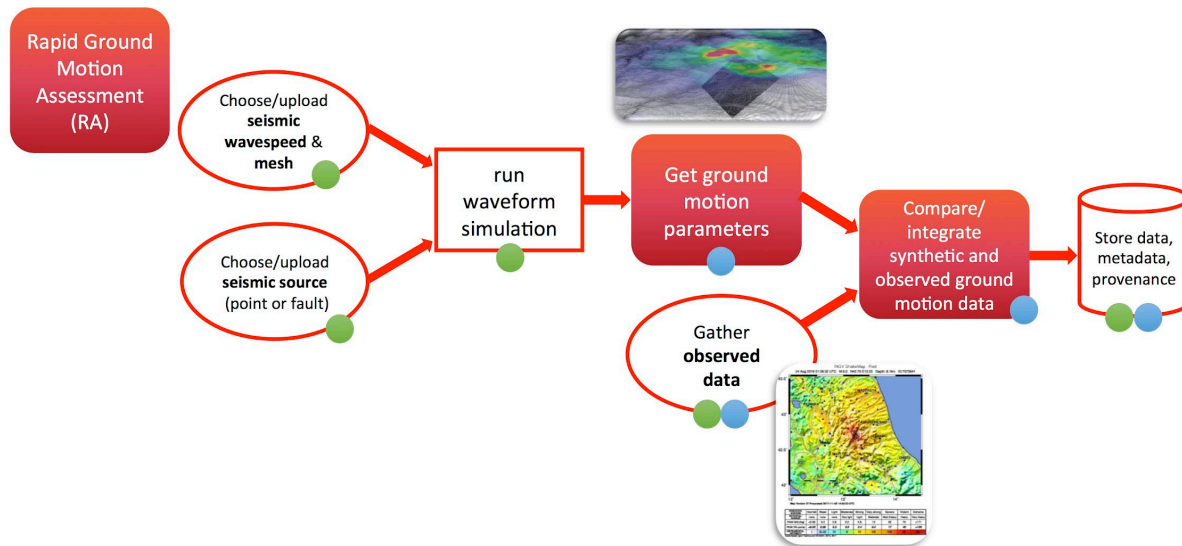 Rapid Ground
Motion
Assessment
(RA)
Choose/upload
seismic
wavespeed &
mesh
Choose/upload
seismic source
(point or fault)
run
waveform
simulation
Get ground
motion
parameters
Gather
observed
data
Compare/
integrate
synthetic and
observed ground
motion data
Store data,
metadata,
provenance